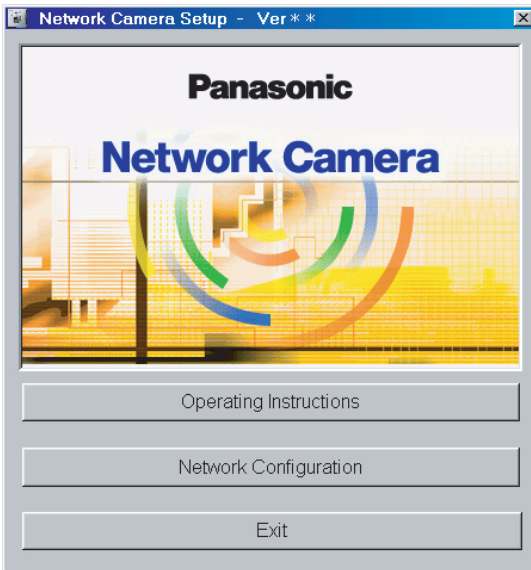 Network Camera Setup - Ver**
Panasonic
Network Camera
Operating Instructions
Network Configuration
Exit